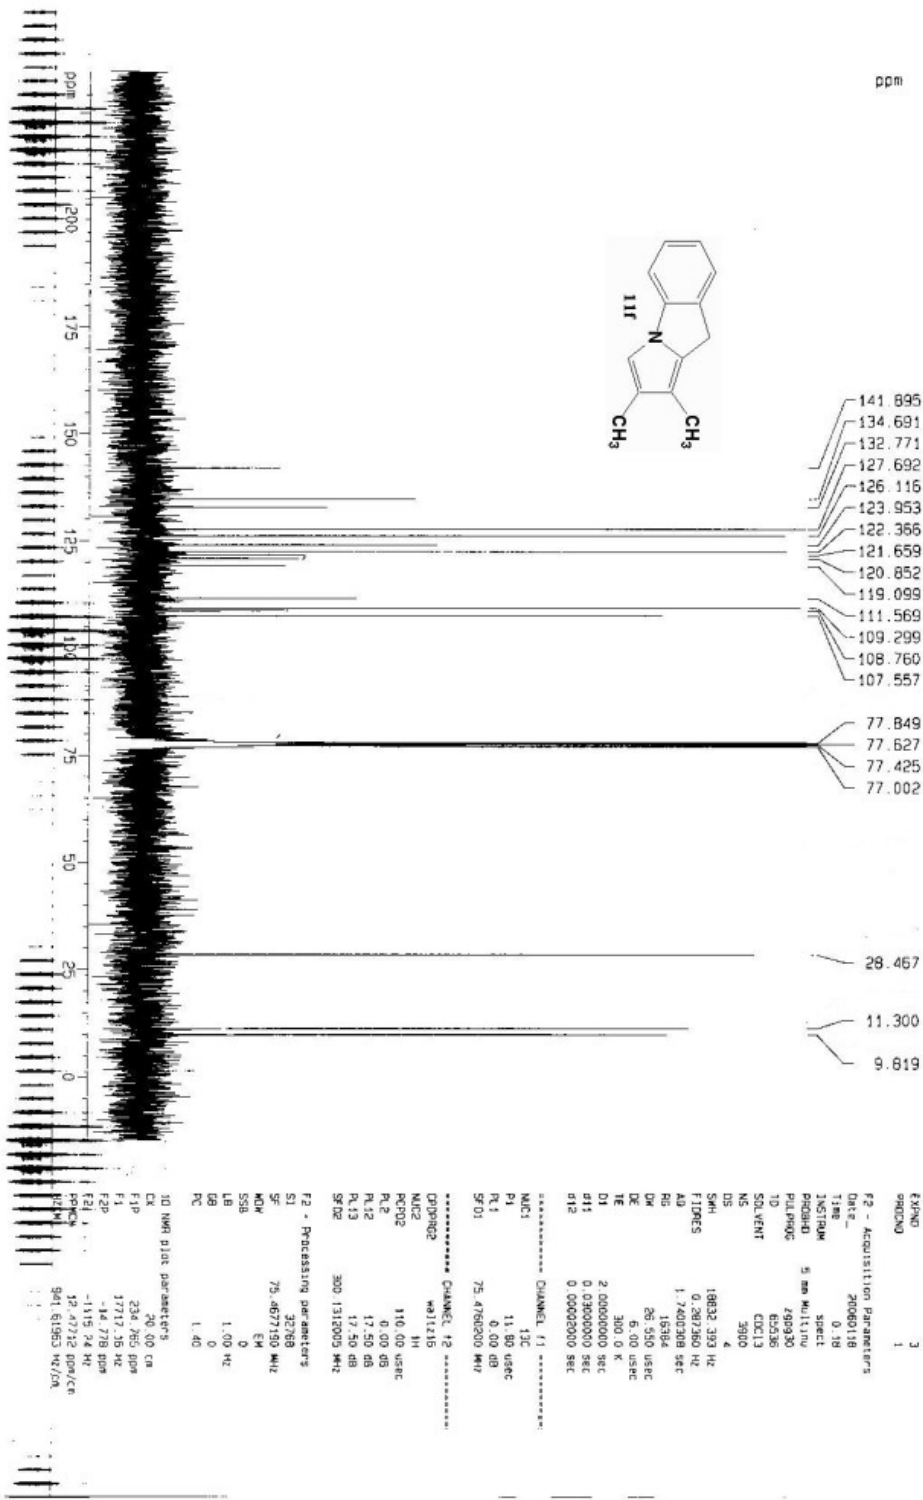 ppm
11f
N
CH3
CH3
141.695
134.691
132.771
127.692
126.116
123.953
122.366
121.659
120.852
119.099
111.569
109.299
108.760
107.557
77.849
77.627
77.425
77.002
28.467
11.300
9.819
ppm
200
175
150
125
100
75
50
25
0
EXPNO 3
PROCNO 1
F2 - Acquisition Parameters
Date_ 20060118
Time 0.18
INSTRUM spect
PROBHD 5 mm Multinu
PULPROG zgpg30
TD 65536
SOLVENT CDCl3
NS 3900
DS 4
SWH 18832.393 Hz
FIDRES 0.287360 Hz
AQ 1.7400308 sec
RG 16384
DW 26.550 usec
DE 6.00 usec
TE 300.0 K
D1 2.00000000 sec
d11 0.03000000 sec
d12 0.00002000 sec
CHANNEL f1
NUC1 13C
P1 11.80 usec
PL1 0.00 dB
SFO1 75.4760200 MHz
CHANNEL f2
CPDPRG2 waltz16
NUC2 1H
PCPD2 110.00 usec
PL2 0.00 dB
PL12 17.50 dB
PL13 17.50 dB
SFO2 300.1312005 MHz
F2 - Processing parameters
SI 32768
SF 75.4677190 MHz
WDW EM
SSB 0
LB 1.00 Hz
GB 0
PC 1.40
1D NMR plot parameters
CX 20.00 cm
F1P 234.765 ppm
F1 17717.16 Hz
F2P -14.778 ppm
F2 -1115.24 Hz
PPMCM 12.47712 ppm/cm
HZCM 941.61963 Hz/cm